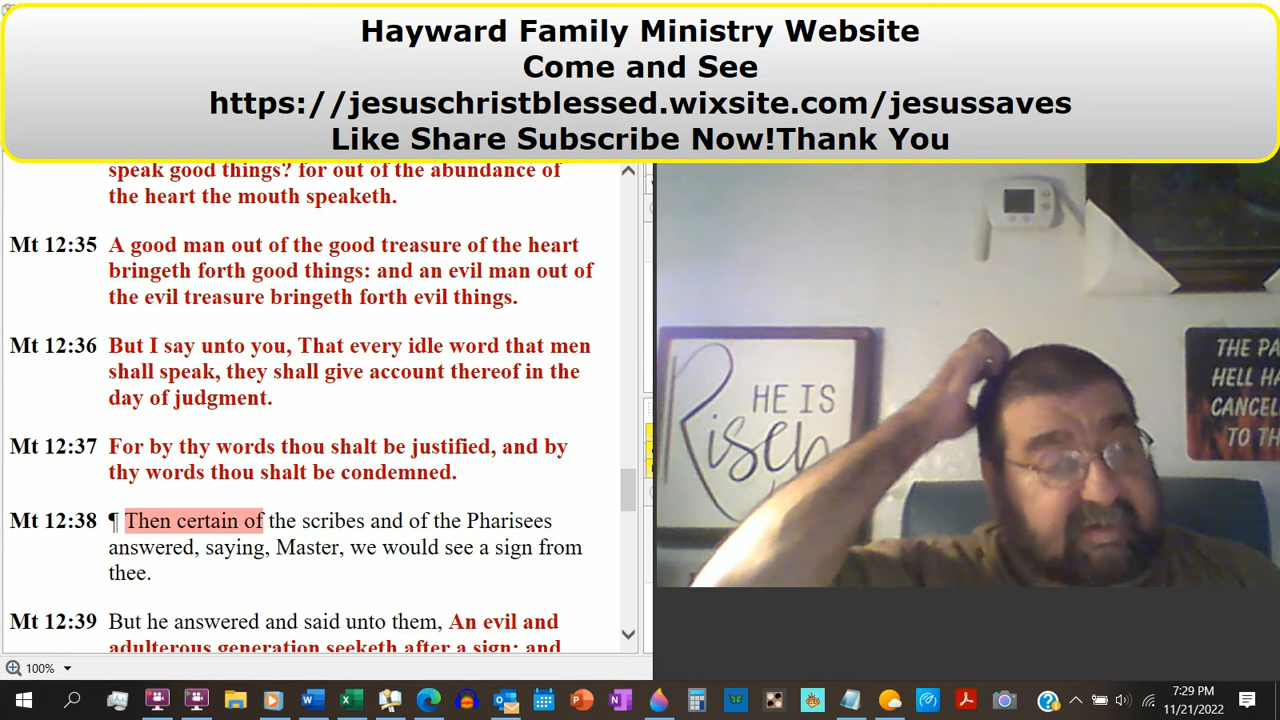 Hayward Family Ministry Website
Come and See
https://jesuschristblessed.wixsite.com/jesussaves
Like Share Subscribe Now!Thank You
speak good things? for out of the abundance of
the heart the mouth speaketh.
Mt 12:35 A good man out of the good treasure of the heart
bringeth forth good things: and an evil man out of
the evil treasure bringeth forth evil things.
Mt 12:36 But I say unto you, That every idle word that men
shall speak, they shall give account thereof in the
day of judgment.
Mt 12:37 For by thy words thou shalt be justified, and by
thy words thou shalt be condemned.
Mt 12:38 ¶ Then certain of the scribes and of the Pharisees
answered, saying, Master, we would see a sign from
thee.
Mt 12:39 But he answered and said unto them, An evil and
adulterous generation seeketh after a sign; and
100%
HE IS
Risen
THE PA
HELL HA
CANCEL
TO TH
7:29 PM
11/21/2022